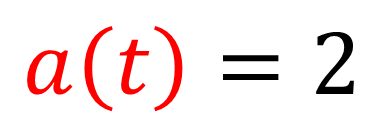 a(t) = 2